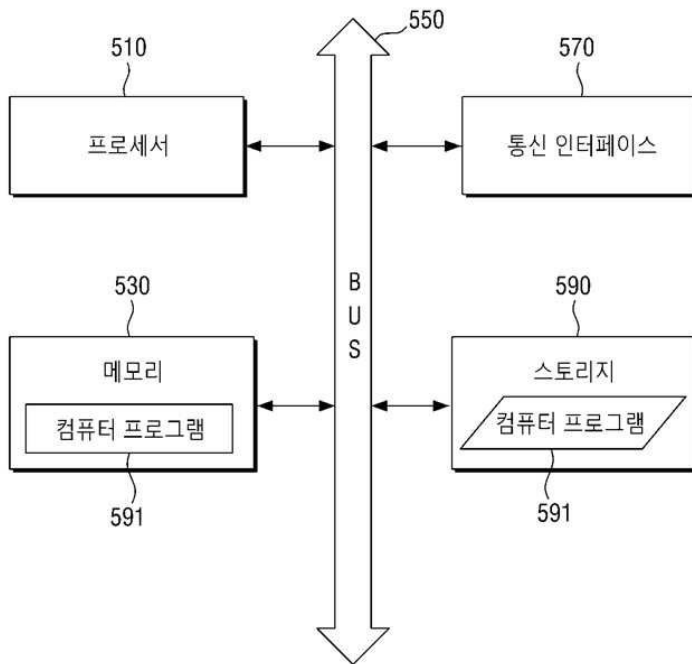 550
510
570
프로세서
통신 인터페이스
B
U
S
530
590
메모리
스토리지
컴퓨터 프로그램
컴퓨터 프로그램
591
591